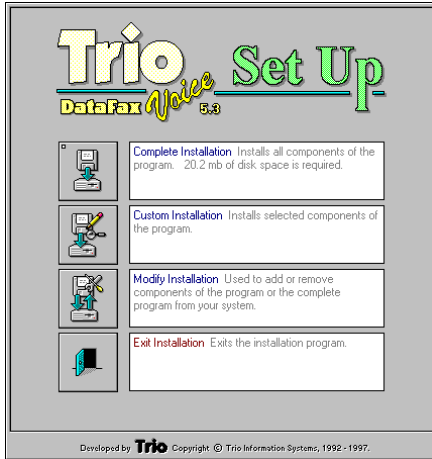 Trio Set Up
DataFax Voice 5.3
Complete Installation Installs all components of the
program. 20.2 mb of disk space is required.
Custom Installation Installs selected components of
the program.
Modify Installation Used to add or remove
components of the program or the complete
program from your system.
Exit Installation Exits the installation program.
Developed by Trio Copyright © Trio Information Systems, 1992 - 1997.